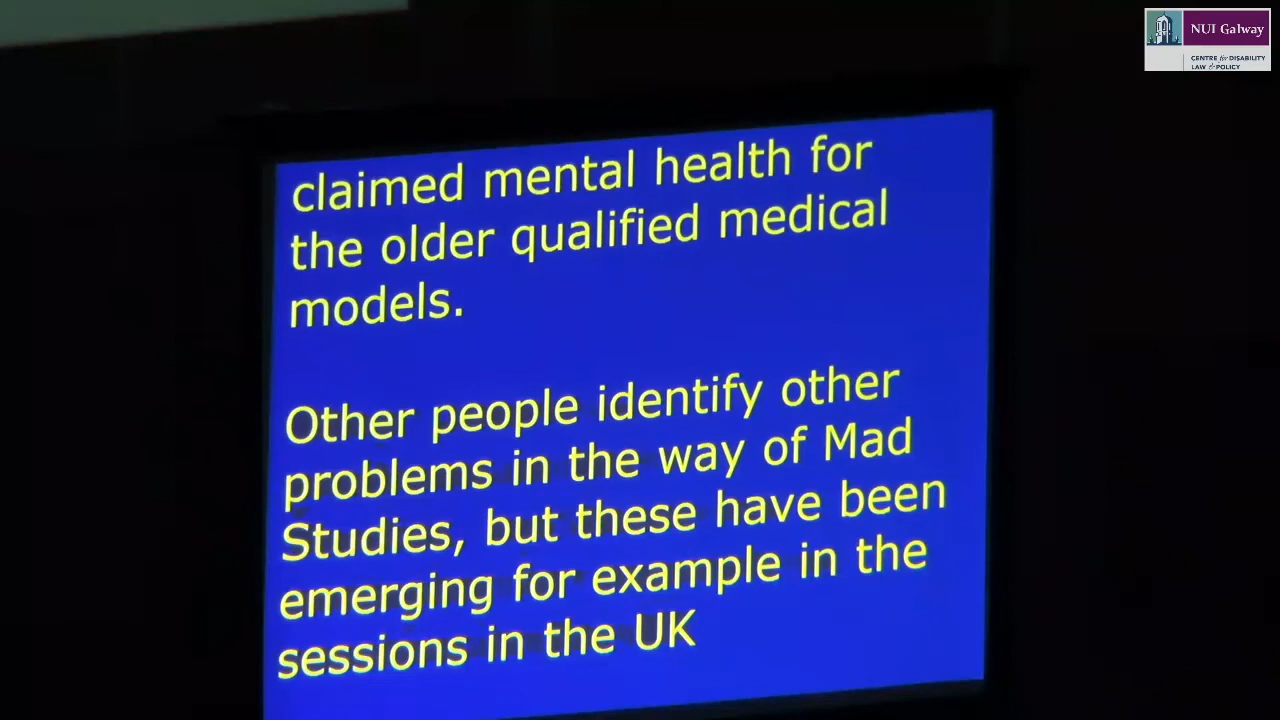 NUI Galway
CENTRE for DISABILITY
LAW & POLICY
claimed mental health for
the older qualified medical
models.
Other people identify other
problems in the way of Mad
Studies, but these have been
emerging for example in the
sessions in the UK